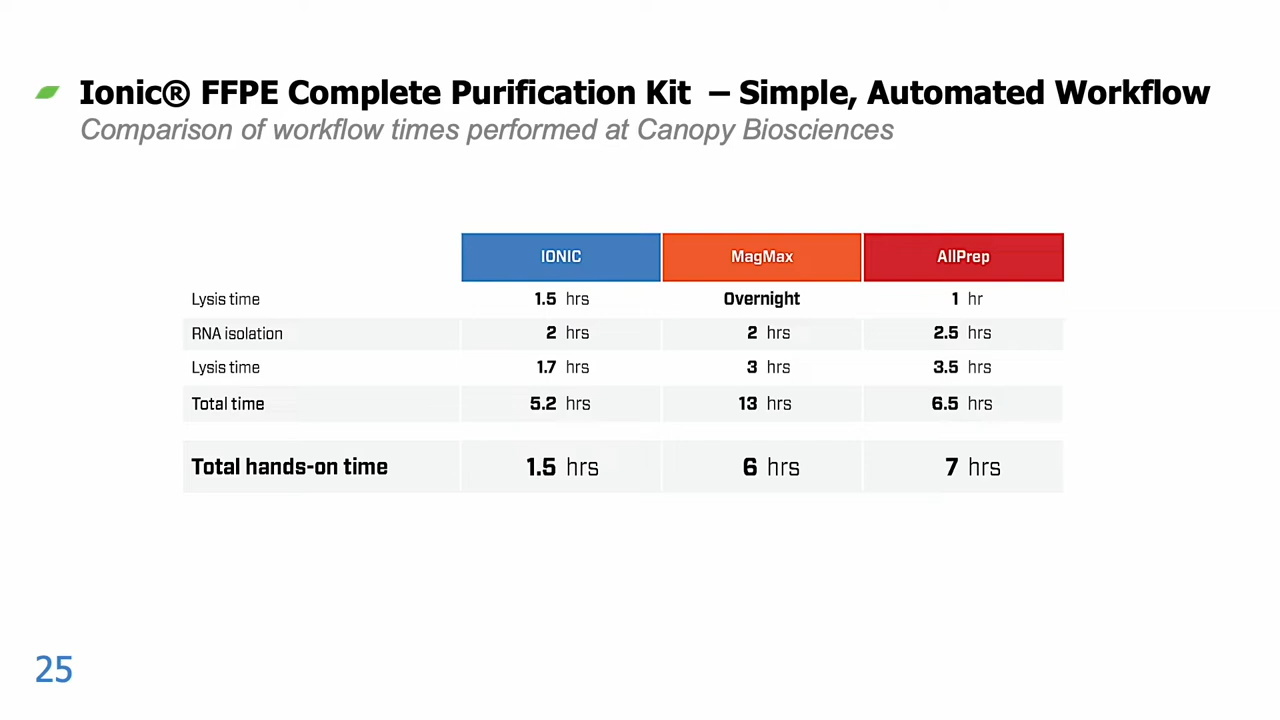 Ionic® FFPE Complete Purification Kit – Simple, Automated Workflow
Comparison of workflow times performed at Canopy Biosciences
IONIC MagMax AllPrep
Lysis time 1.5 hrs Overnight 1 hr
RNA isolation 2 hrs 2 hrs 2.5 hrs
Lysis time 1.7 hrs 3 hrs 3.5 hrs
Total time 5.2 hrs 13 hrs 6.5 hrs
Total hands-on time 1.5 hrs 6 hrs 7 hrs
25